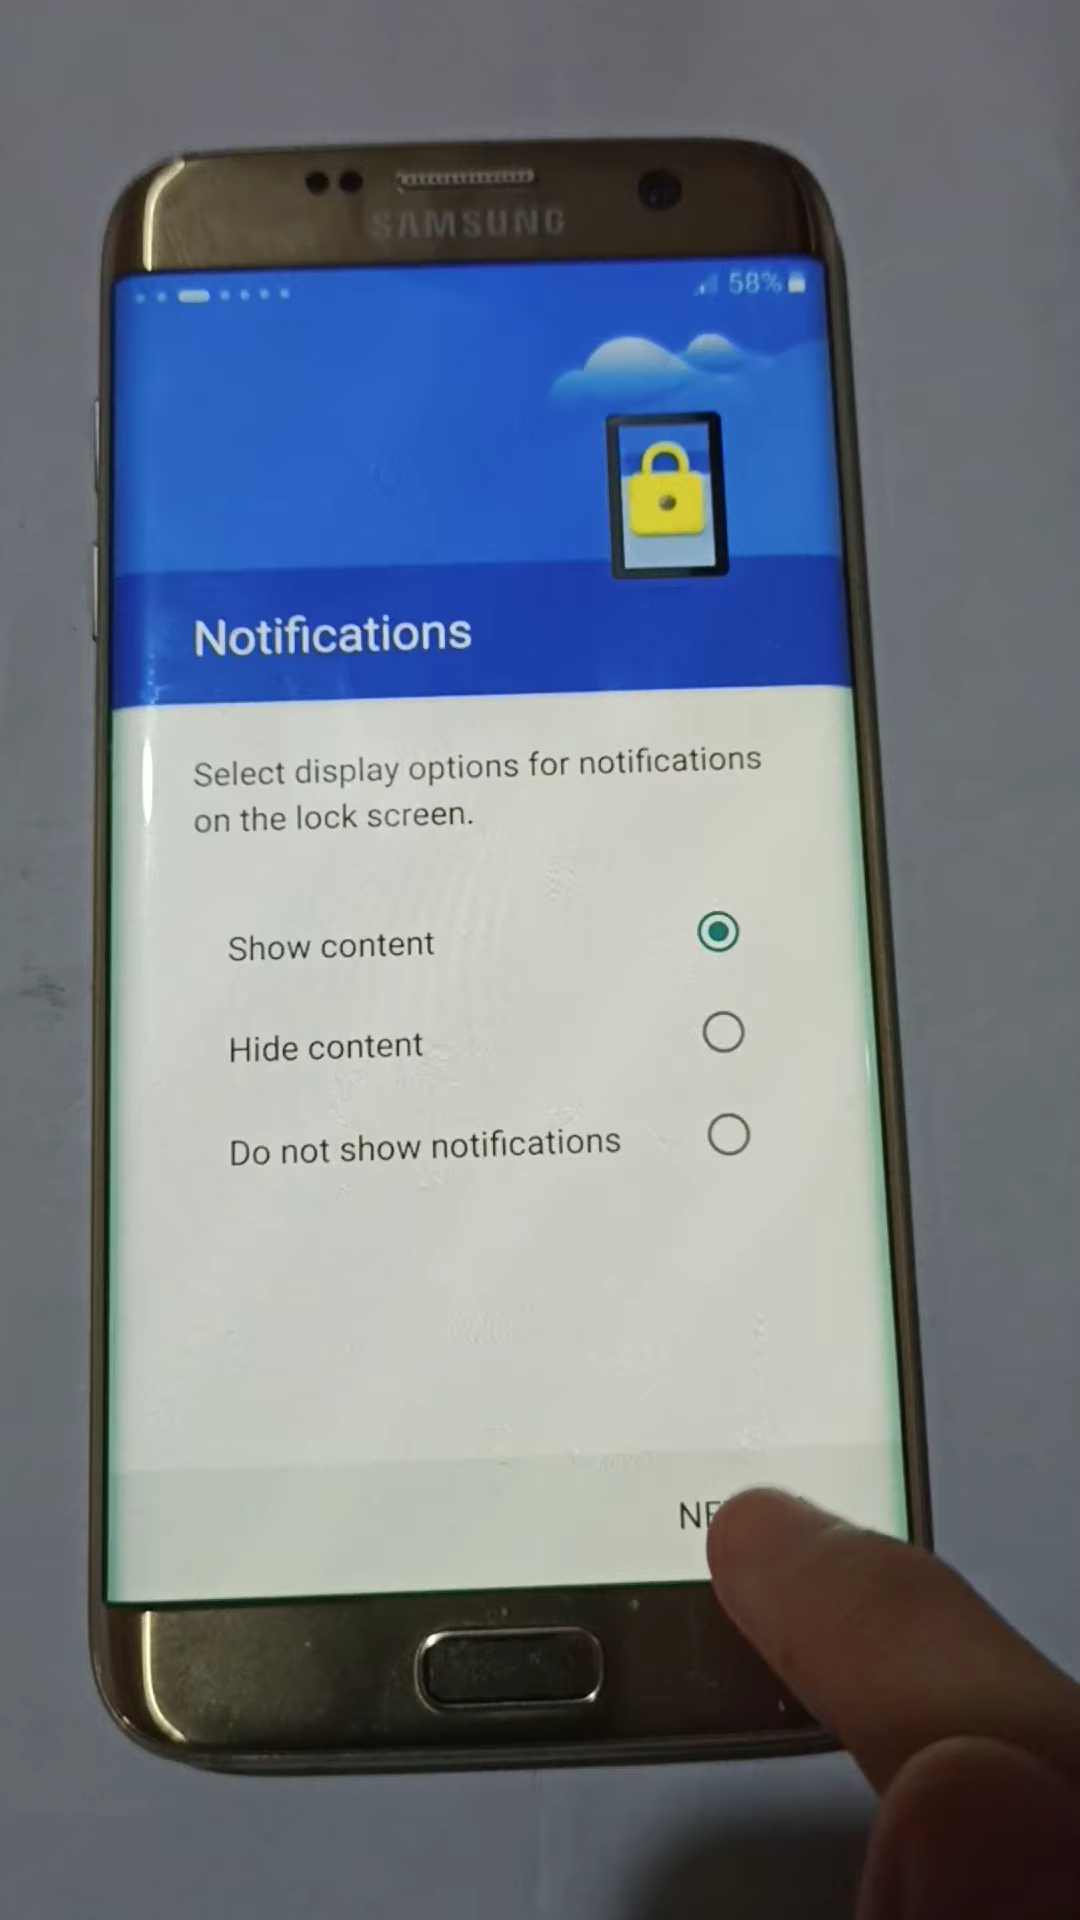 SAMSUNG
58%
Notifications
Select display options for notifications
on the lock screen.
Show content
Hide content
Do not show notifications